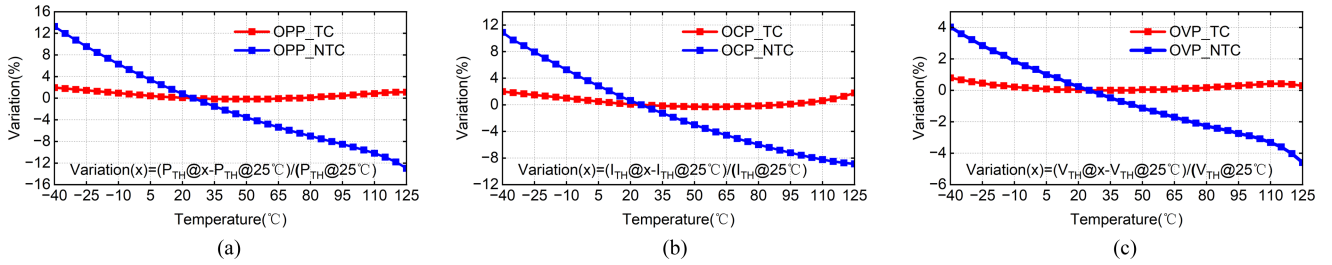 Variation(%)
16
12
8
4
0
−4
−8
−12
−16
OPP_TC
OPP_NTC
Variation(x)=(P_TH@x-P_TH@25℃)/(P_TH@25℃)
−40 −25 −10 5 20 35 50 65 80 95 110 125
Temperature(℃)
(a)
Variation(%)
12
8
4
0
−4
−8
−12
OCP_TC
OCP_NTC
Variation(x)=(I_TH@x-I_TH@25℃)/(I_TH@25℃)
−40 −25 −10 5 20 35 50 65 80 95 110 125
Temperature(℃)
(b)
Variation(%)
4
2
0
−2
−4
−6
OVP_TC
OVP_NTC
Variation(x)=(V_TH@x-V_TH@25℃)/(V_TH@25℃)
−40 −25 −10 5 20 35 50 65 80 95 110 125
Temperature(℃)
(c)